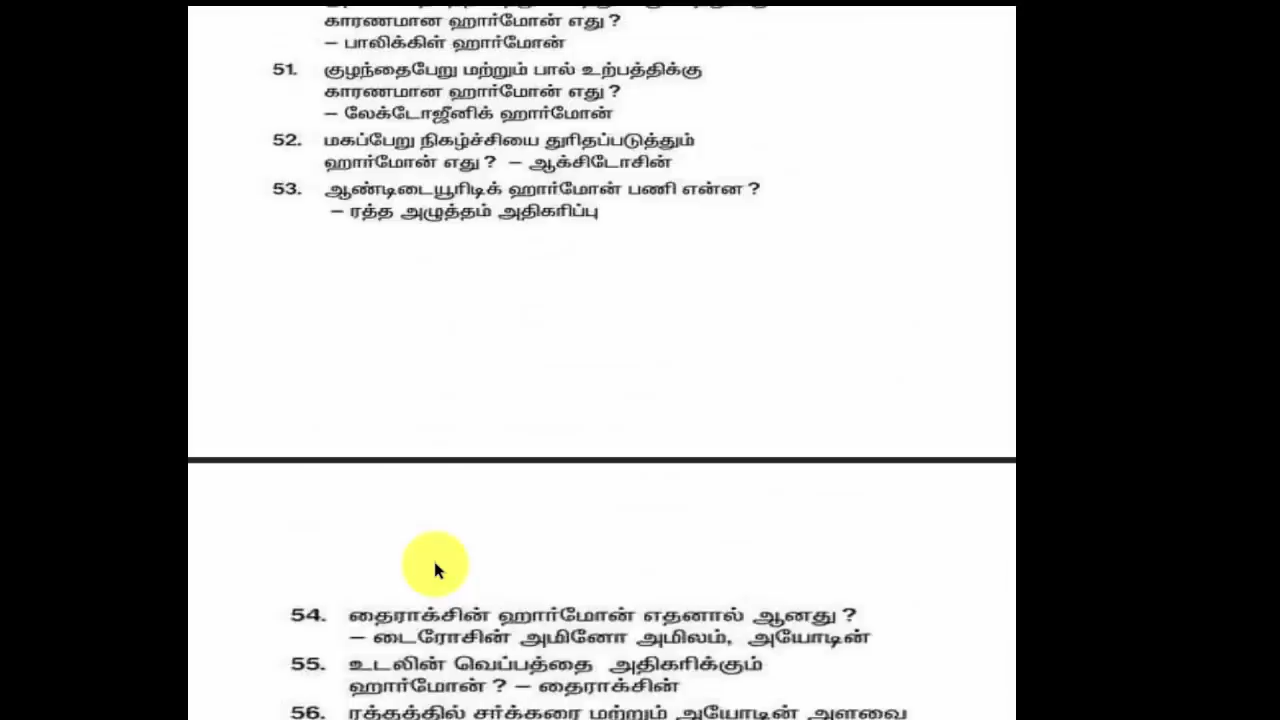 காரணமான ஹார்மோன் எது ?
– பாலிக்கிள் ஹார்மோன்
51. குழந்தைபேறு மற்றும் பால் உற்பத்திக்கு
காரணமான ஹார்மோன் எது ?
– லேக்டோஜீனிக் ஹார்மோன்
52. மகப்பேறு நிகழ்ச்சியை துரிதப்படுத்தும்
ஹார்மோன் எது ? – ஆக்சிடோசின்
53. ஆண்டிடையூரிடிக் ஹார்மோன் பணி என்ன ?
– ரத்த அழுத்தம் அதிகரிப்பு
54. தைராக்சின் ஹார்மோன் எதனால் ஆனது ?
– டைரோசின் அமினோ அமிலம், அயோடின்
55. உடலின் வெப்பத்தை அதிகரிக்கும்
ஹார்மோன் ? – தைராக்சின்
56. ரத்தத்தில் சர்க்கரை மற்றும் அயோடின் அளவை